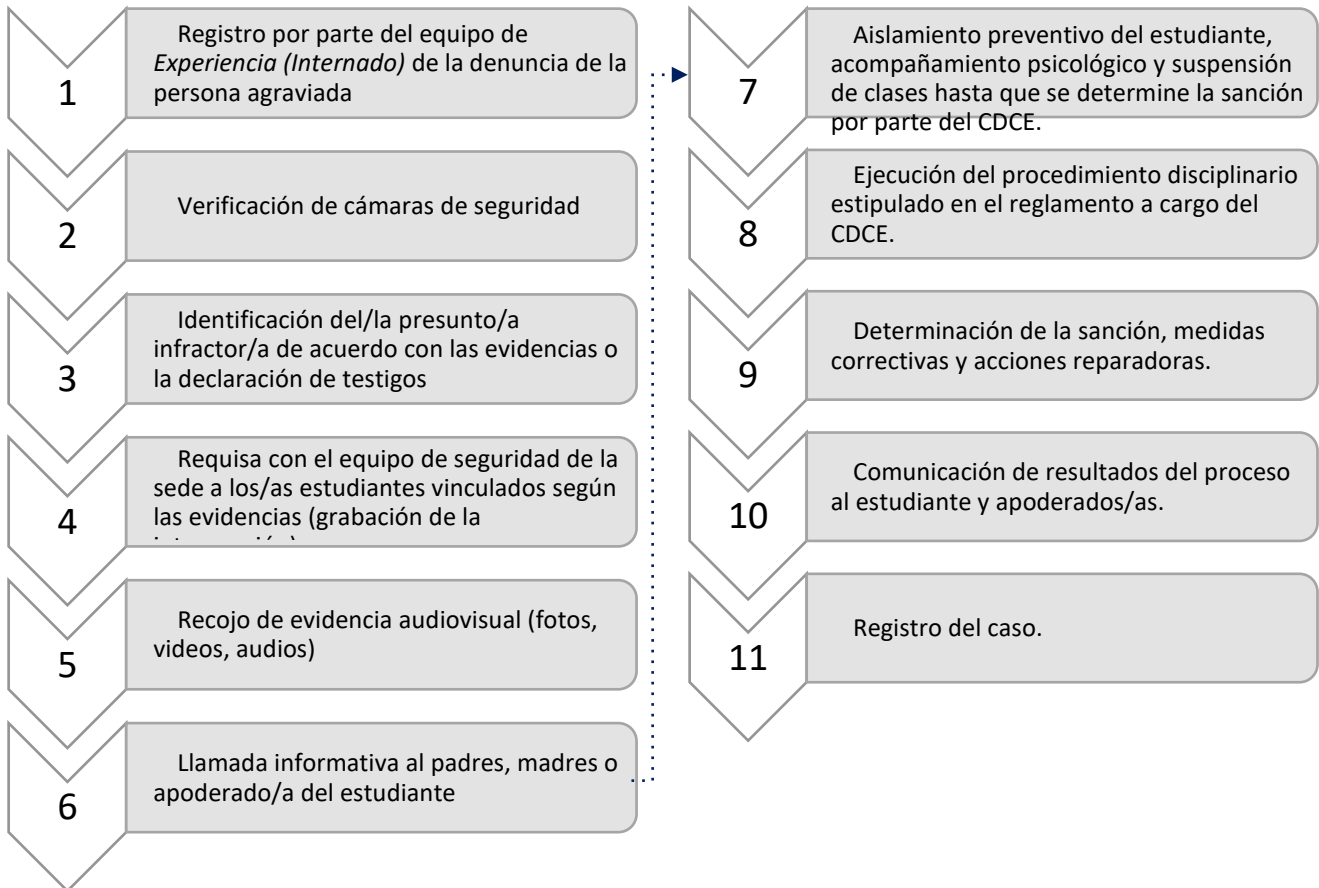 1
Registro por parte del equipo de
Experiencia (Internado) de la denuncia de la
persona agraviada
2
Verificación de cámaras de seguridad
3
Identificación del/la presunto/a
infractor/a de acuerdo con las evidencias o
la declaración de testigos
4
Requisa con el equipo de seguridad de la
sede a los/as estudiantes vinculados según
las evidencias (grabación de la
5
Recojo de evidencia audiovisual (fotos,
videos, audios)
6
Llamada informativa al padres, madres o
apoderado/a del estudiante
7
Aislamiento preventivo del estudiante,
acompañamiento psicológico y suspensión
de clases hasta que se determine la sanción
por parte del CDCE.
8
Ejecución del procedimiento disciplinario
estipulado en el reglamento a cargo del
CDCE.
9
Determinación de la sanción, medidas
correctivas y acciones reparadoras.
10
Comunicación de resultados del proceso
al estudiante y apoderados/as.
11
Registro del caso.